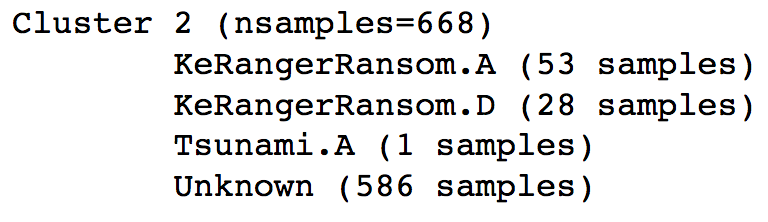 Cluster 2 (nsamples=668)
KeRangerRansom.A (53 samples)
KeRangerRansom.D (28 samples)
Tsunami.A (1 samples)
Unknown (586 samples)